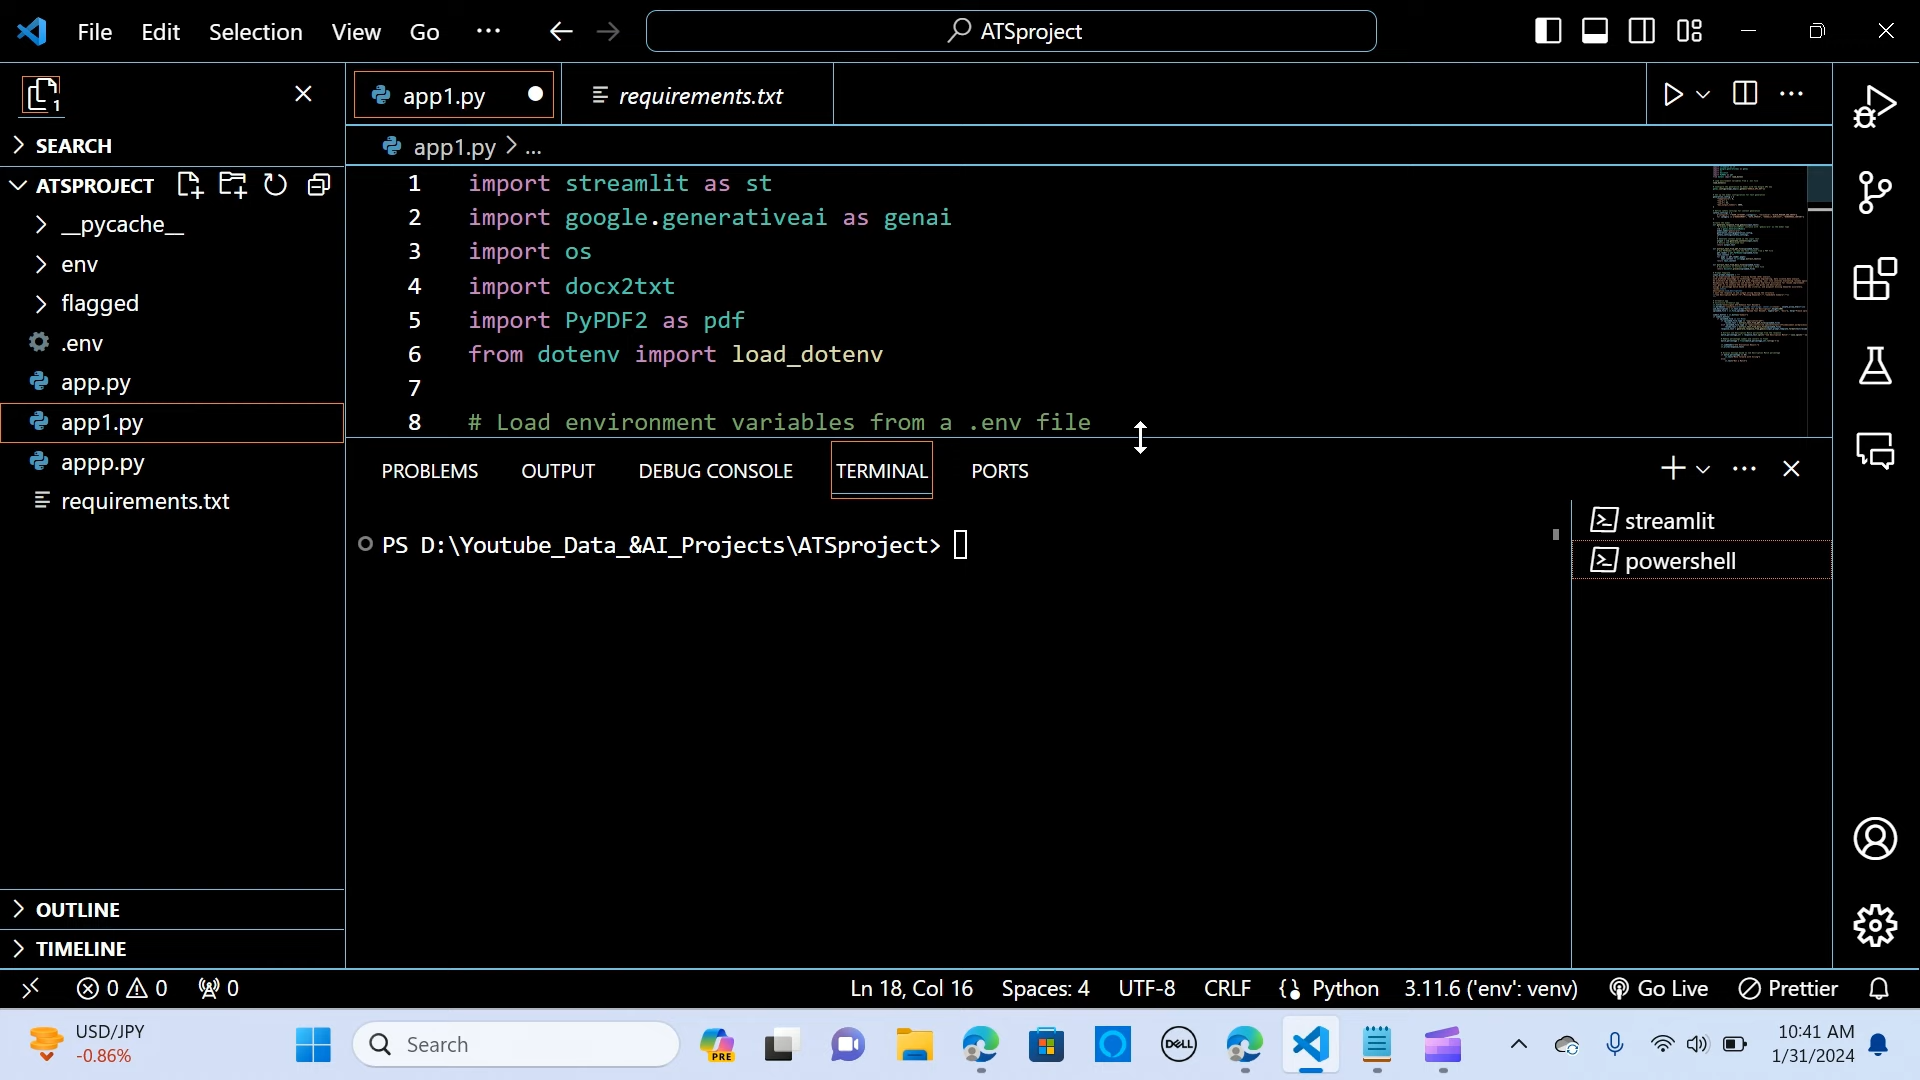 File Edit Selection View Go ... ATSproject
1
SEARCH
ATSPROJECT
__pycache__
env
flagged
.env
app.py
app1.py
appp.py
requirements.txt
OUTLINE
TIMELINE
app1.py requirements.txt
app1.py > ...
1 import streamlit as st
2 import google.generativeai as genai
3 import os
4 import docx2txt
5 import PyPDF2 as pdf
6 from dotenv import load_dotenv
7
8 # Load environment variables from a .env file
PROBLEMS OUTPUT DEBUG CONSOLE TERMINAL PORTS
PS D:\Youtube_Data_&AI_Projects\ATSproject>
streamlit
powershell
0 0 0 Ln 18, Col 16 Spaces: 4 UTF-8 CRLF Python 3.11.6 ('env': venv) Go Live Prettier
USD/JPY
-0.86%
Search
PRE
DELL
10:41 AM
1/31/2024